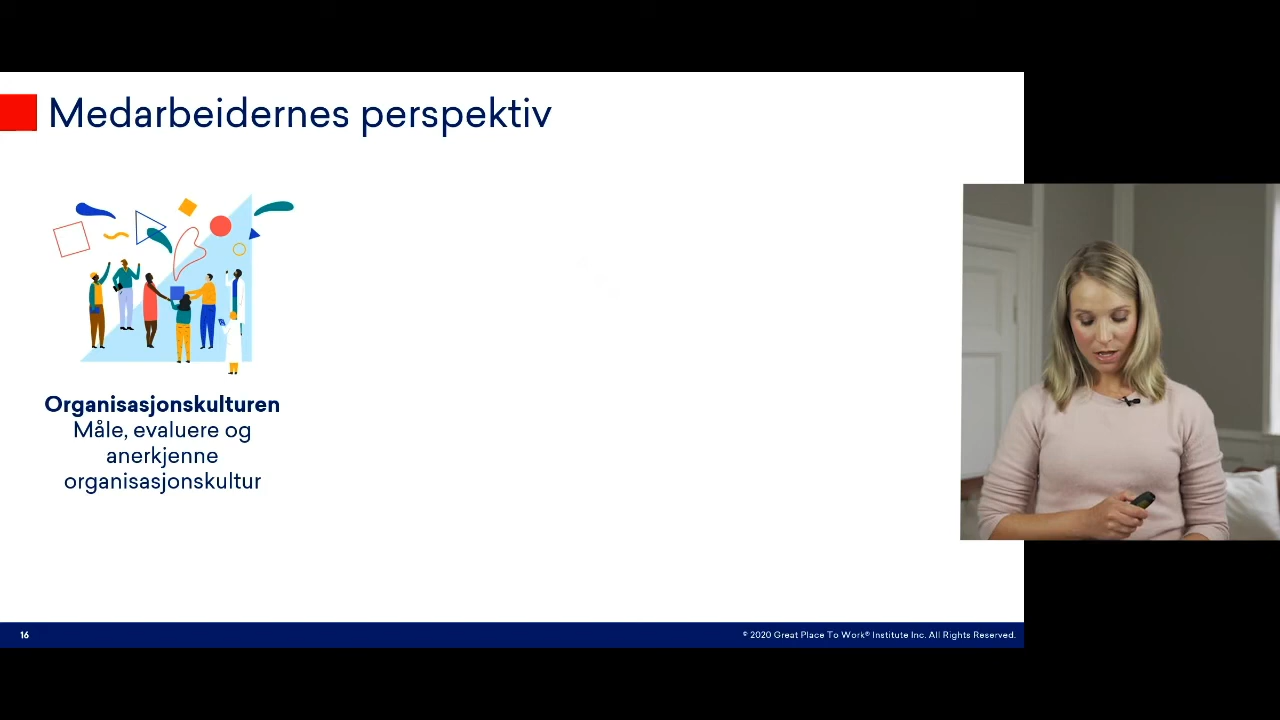 Medarbeidernes perspektiv
Organisasjonskulturen
Måle, evaluere og
anerkjenne
organisasjonskultur
16
© 2020 Great Place To Work® Institute Inc. All Rights Reserved.